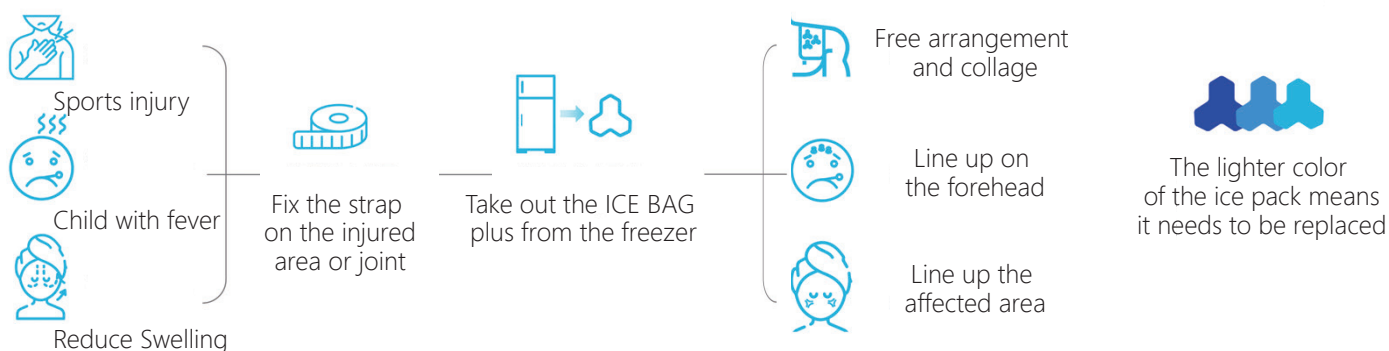 Sports injury
Child with fever
Reduce Swelling
Fix the strap
on the injured
area or joint
Take out the ICE BAG
plus from the freezer
Free arrangement
and collage
Line up on
the forehead
Line up the
affected area
The lighter color
of the ice pack means
it needs to be replaced